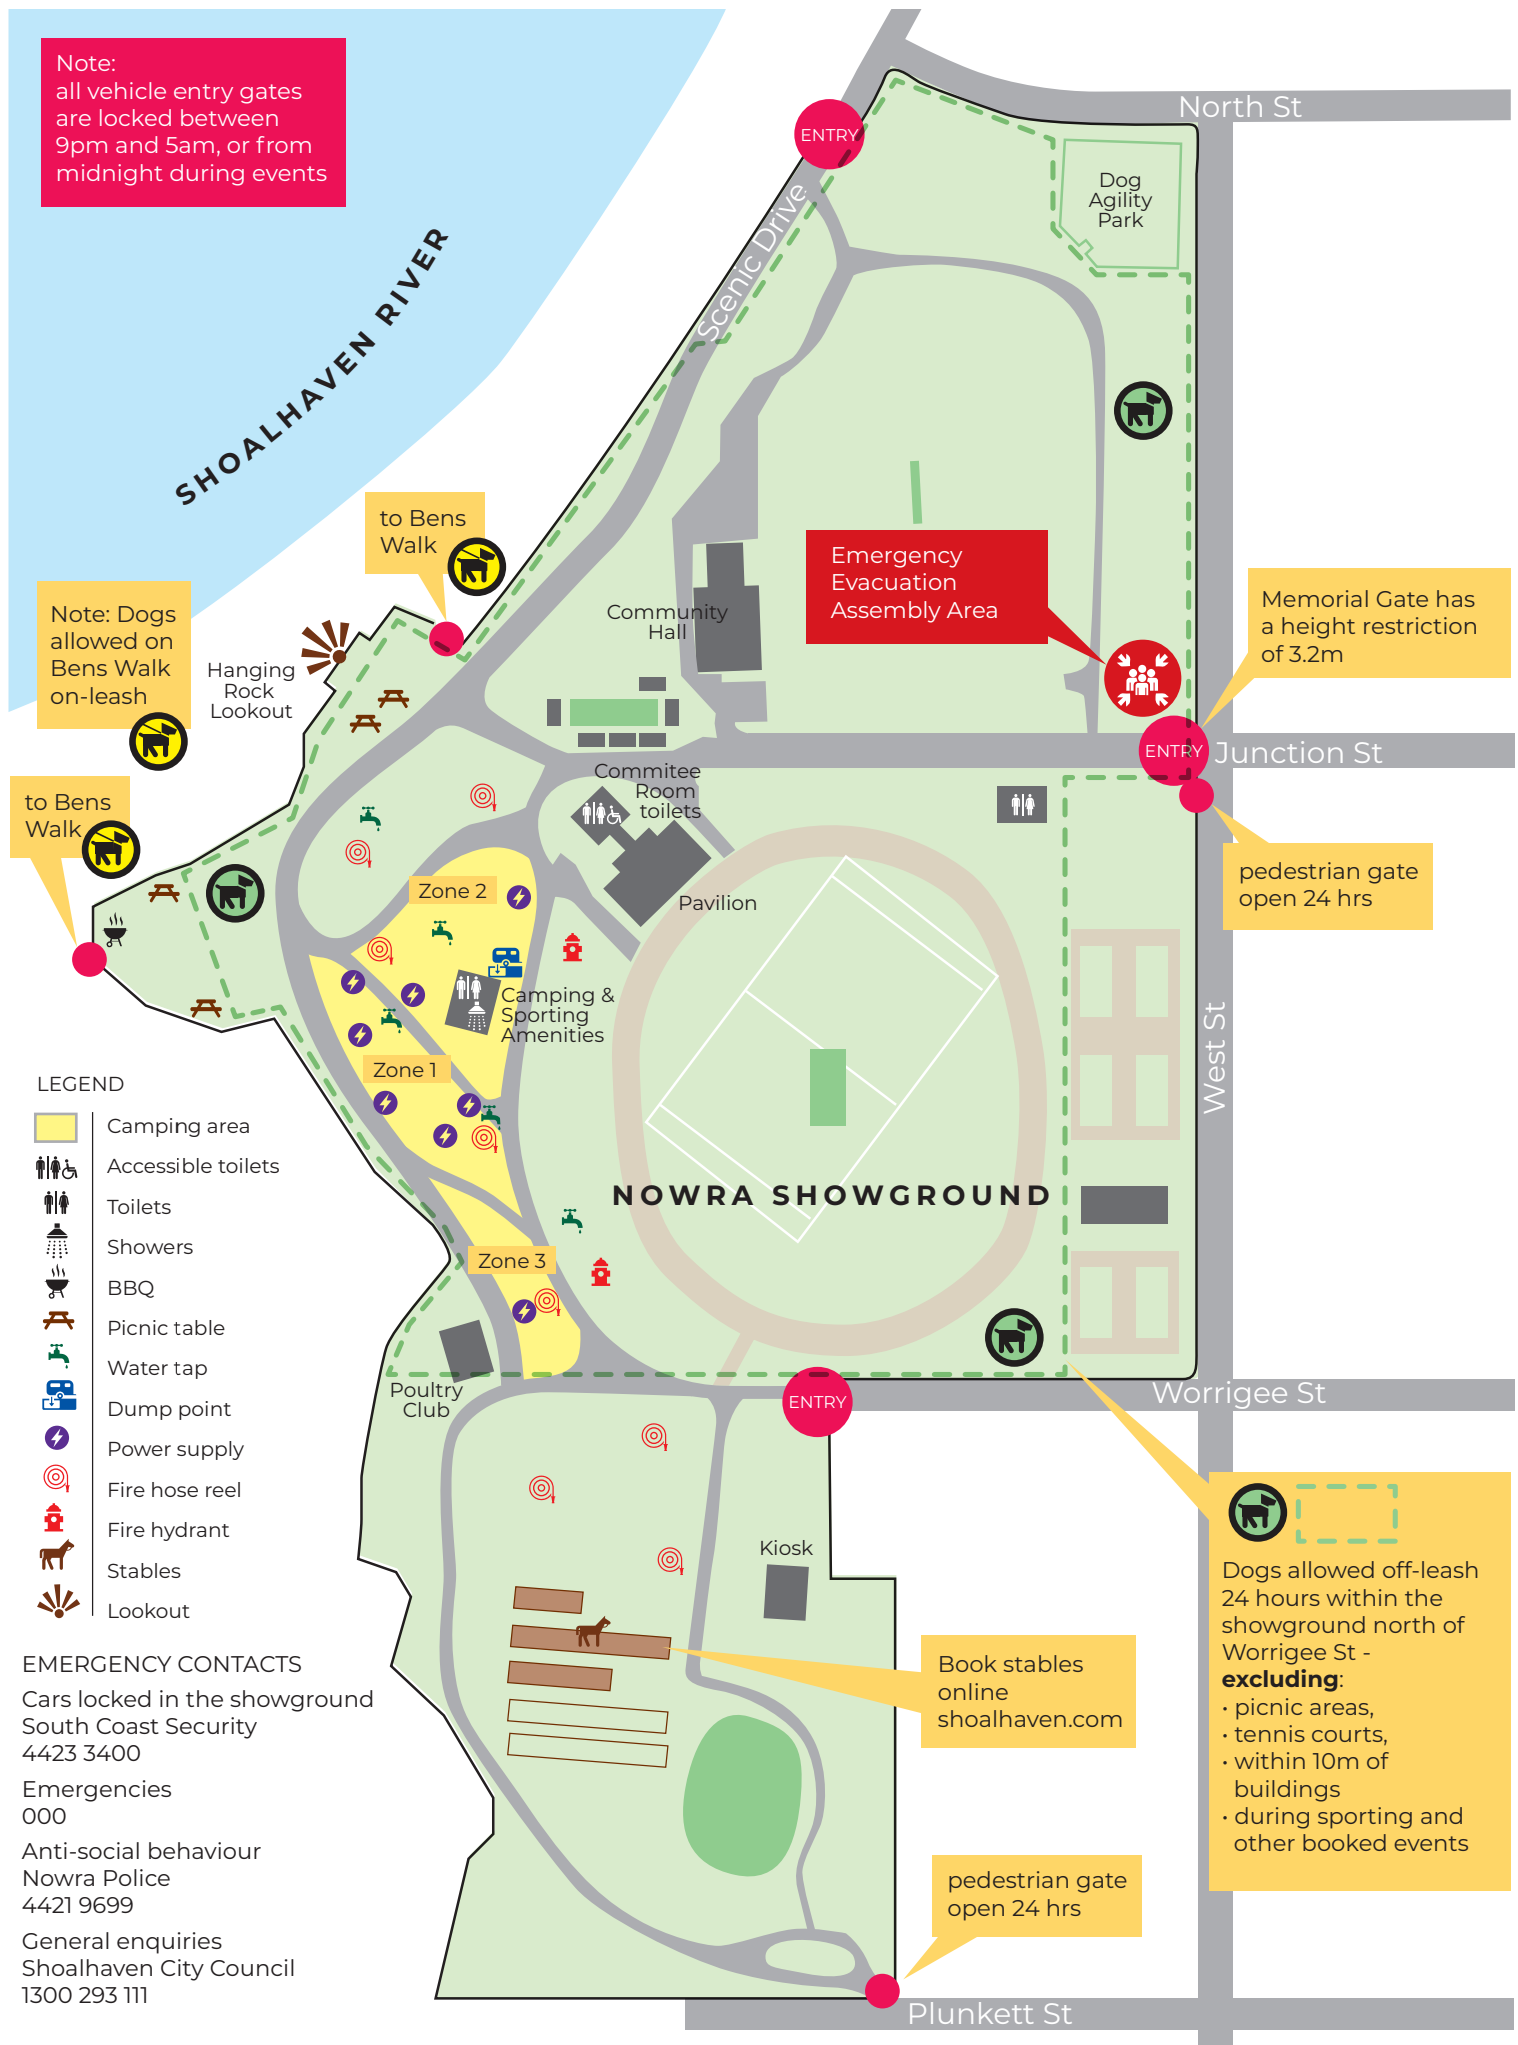 Note:
all vehicle entry gates
are locked between
9pm and 5am, or from
midnight during events
SHOALHAVEN RIVER
North St
ENTRY
Scenic Drive
Dog
Agility
Park
to Bens
Walk
Note: Dogs
allowed on
Bens Walk
on-leash
Hanging
Rock
Lookout
Community
Hall
Emergency
Evacuation
Assembly Area
Memorial Gate has
a height restriction
of 3.2m
ENTRY
Junction St
Commitee
Room
toilets
to Bens
Walk
Pavilion
pedestrian gate
open 24 hrs
Zone 2
Camping &
Sporting
Amenities
Zone 1
West St
NOWRA SHOWGROUND
Zone 3
Poultry
Club
ENTRY
Worrigee St
LEGEND
Camping area
Accessible toilets
Toilets
Showers
BBQ
Picnic table
Water tap
Dump point
Power supply
Fire hose reel
Fire hydrant
Stables
Lookout
Kiosk
Dogs allowed off-leash
24 hours within the
showground north of
Worrigee St -
excluding:
• picnic areas,
• tennis courts,
• within 10m of
buildings
• during sporting and
other booked events
Book stables
online
shoalhaven.com
EMERGENCY CONTACTS
Cars locked in the showground
South Coast Security
4423 3400
Emergencies
000
Anti-social behaviour
Nowra Police
4421 9699
General enquiries
Shoalhaven City Council
1300 293 111
pedestrian gate
open 24 hrs
Plunkett St